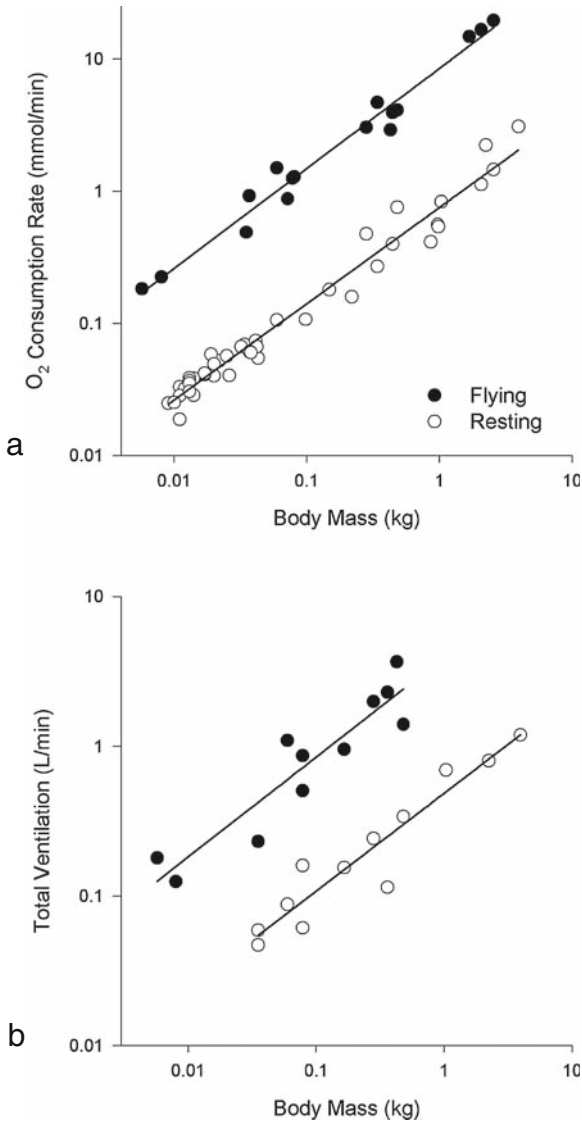 O₂ Consumption Rate (mmol/min)
10
1
0.1
0.01
Flying
Resting
a
0.01 0.1 1 10
Body Mass (kg)
Total Ventilation (L/min)
10
1
0.1
0.01
b
0.01 0.1 1 10
Body Mass (kg)